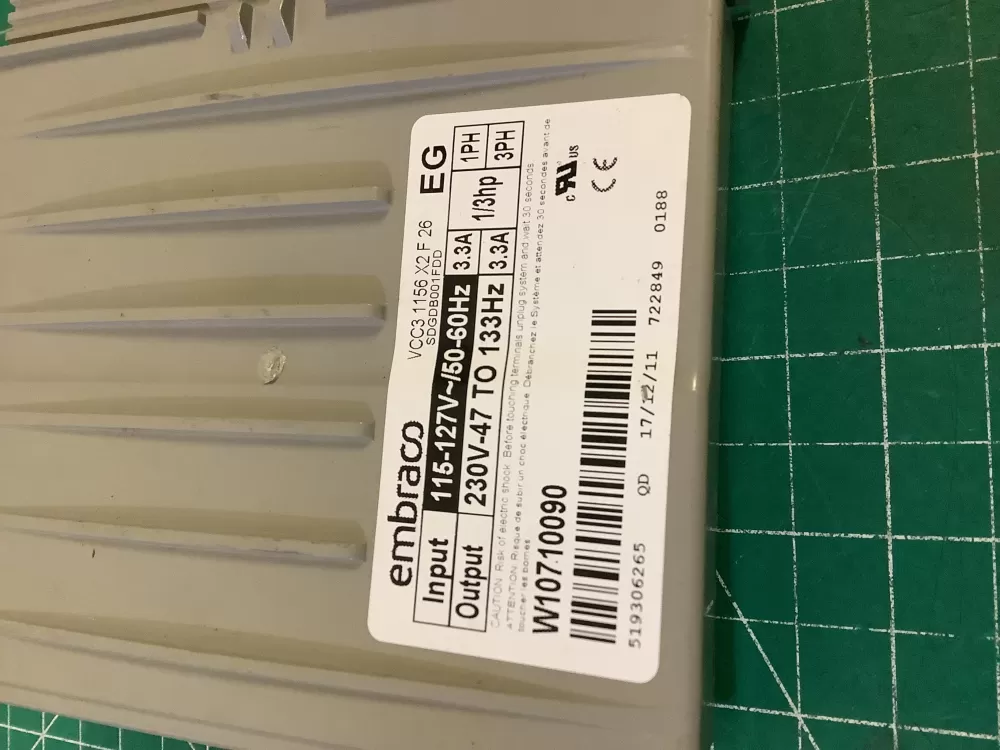 embraco VCC3 1156 X2 F 26 EG
SDGDB001FDD
Input 115-127V~/50-60Hz 3.3A 1/3hp 1PH
Output 230V-47 TO 133Hz 3.3A 3PH
CAUTION: Risk of electric shock. Before touching terminals unplug system and wait 30 seconds.
ATTENTION: Risque de subir un choc électrique. Débranchez le Système et attendez 30 secondes avant de
toucher les bornes.
W10710090
c US
CE
QD 17/12/11 722849 0188
519306265